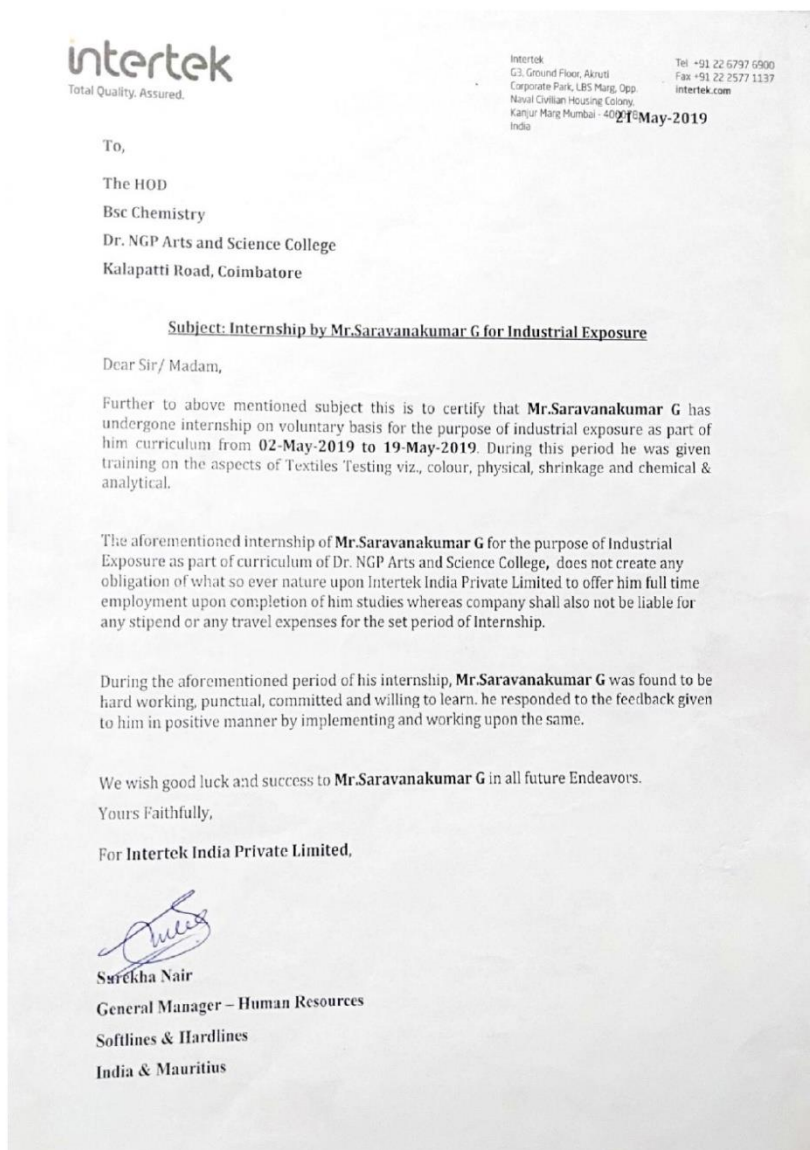 intertek
Total Quality. Assured.
Intertek
G3, Ground Floor, Akruti
Corporate Park, LBS Marg, Opp.
Naval Civilian Housing Colony,
Kanjur Marg Mumbai -
India
Tel +91 22 6797 6900
Fax +91 22 2577 1137
intertek.com
21-May-2019
To,
The HOD
Bsc Chemistry
Dr. NGP Arts and Science College
Kalapatti Road, Coimbatore
Subject: Internship by Mr.Saravanakumar G for Industrial Exposure
Dear Sir/ Madam,
Further to above mentioned subject this is to certify that Mr.Saravanakumar G has
undergone internship on voluntary basis for the purpose of industrial exposure as part of
him curriculum from 02-May-2019 to 19-May-2019. During this period he was given
training on the aspects of Textiles Testing viz., colour, physical, shrinkage and chemical &
analytical.
The aforementioned internship of Mr.Saravanakumar G for the purpose of Industrial
Exposure as part of curriculum of Dr. NGP Arts and Science College, does not create any
obligation of what so ever nature upon Intertek India Private Limited to offer him full time
employment upon completion of him studies whereas company shall also not be liable for
any stipend or any travel expenses for the set period of Internship.
During the aforementioned period of his internship, Mr.Saravanakumar G was found to be
hard working, punctual, committed and willing to learn. he responded to the feedback given
to him in positive manner by implementing and working upon the same.
We wish good luck and success to Mr.Saravanakumar G in all future Endeavors.
Yours Faithfully,
For Intertek India Private Limited,
Surekha Nair
General Manager – Human Resources
Softlines & Hardlines
India & Mauritius